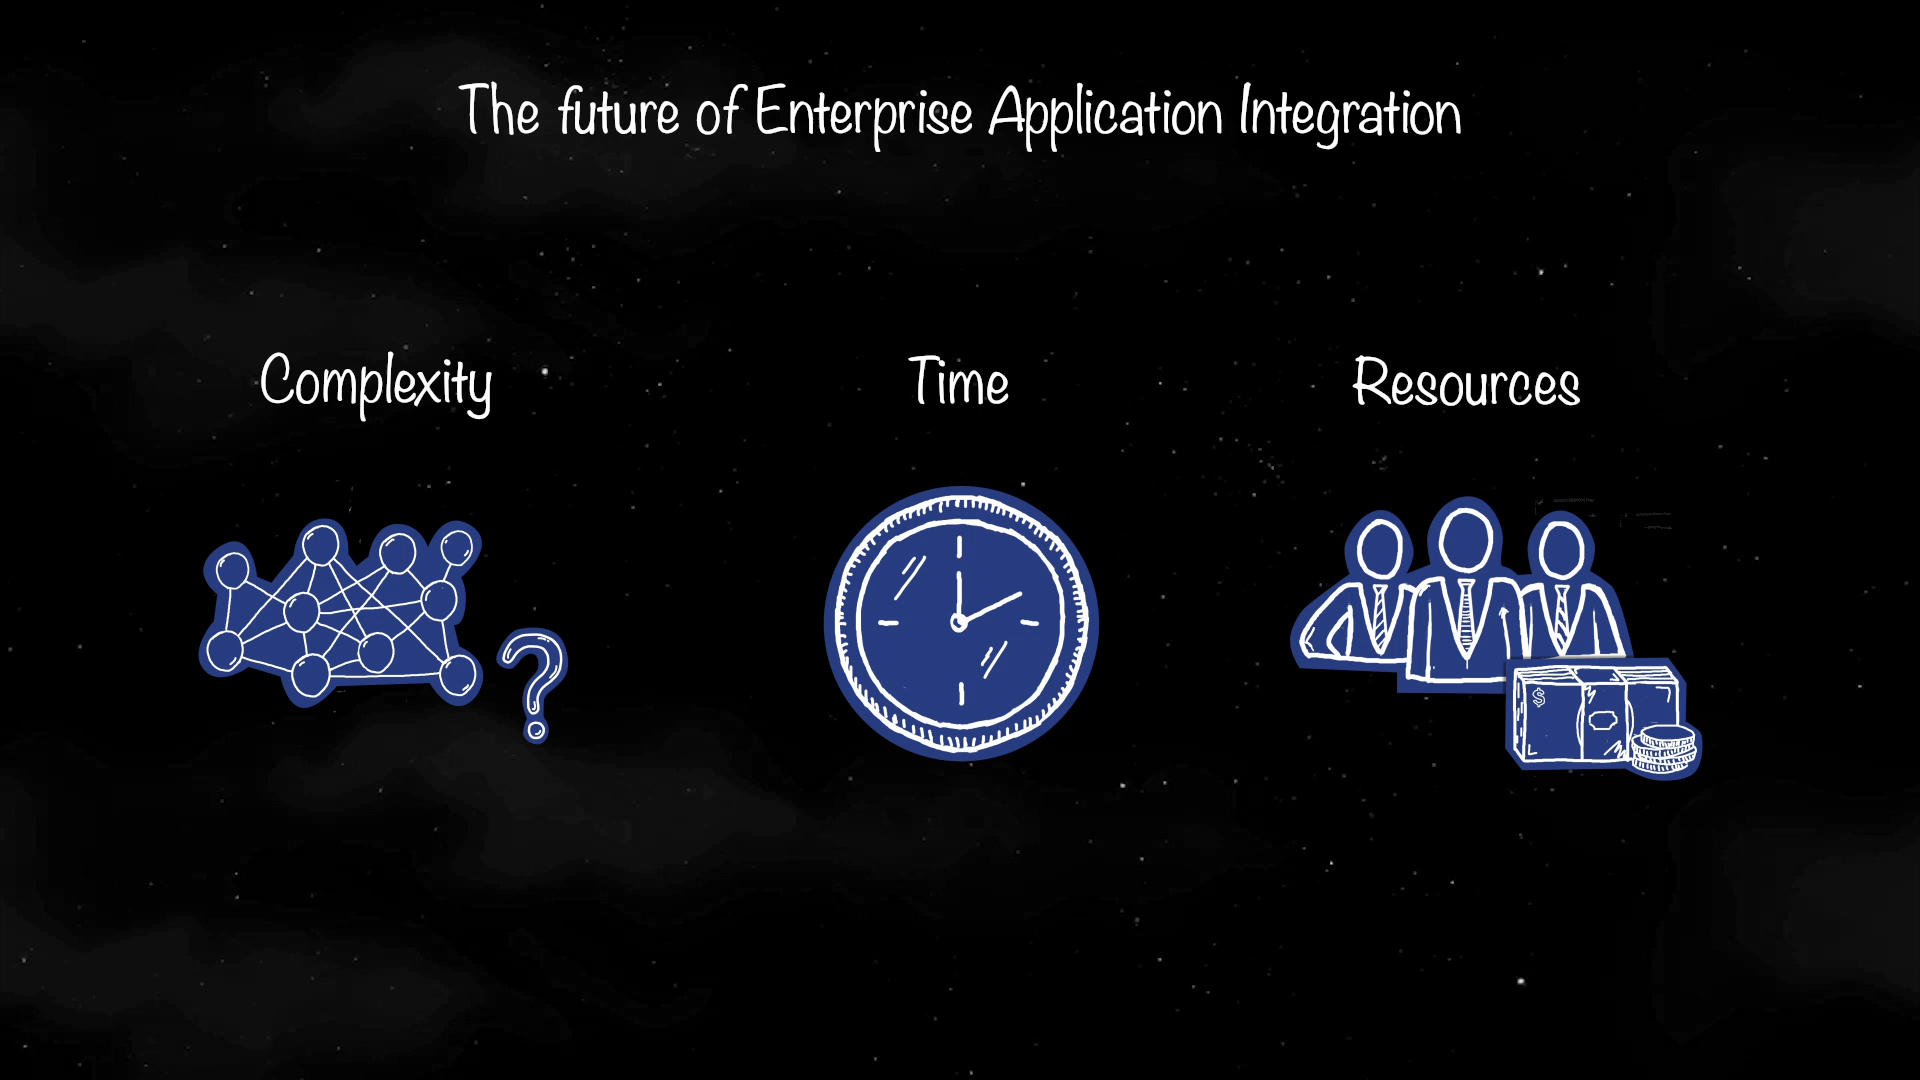 The future of Enterprise Application Integration
Complexity
Time
Resources
?
$